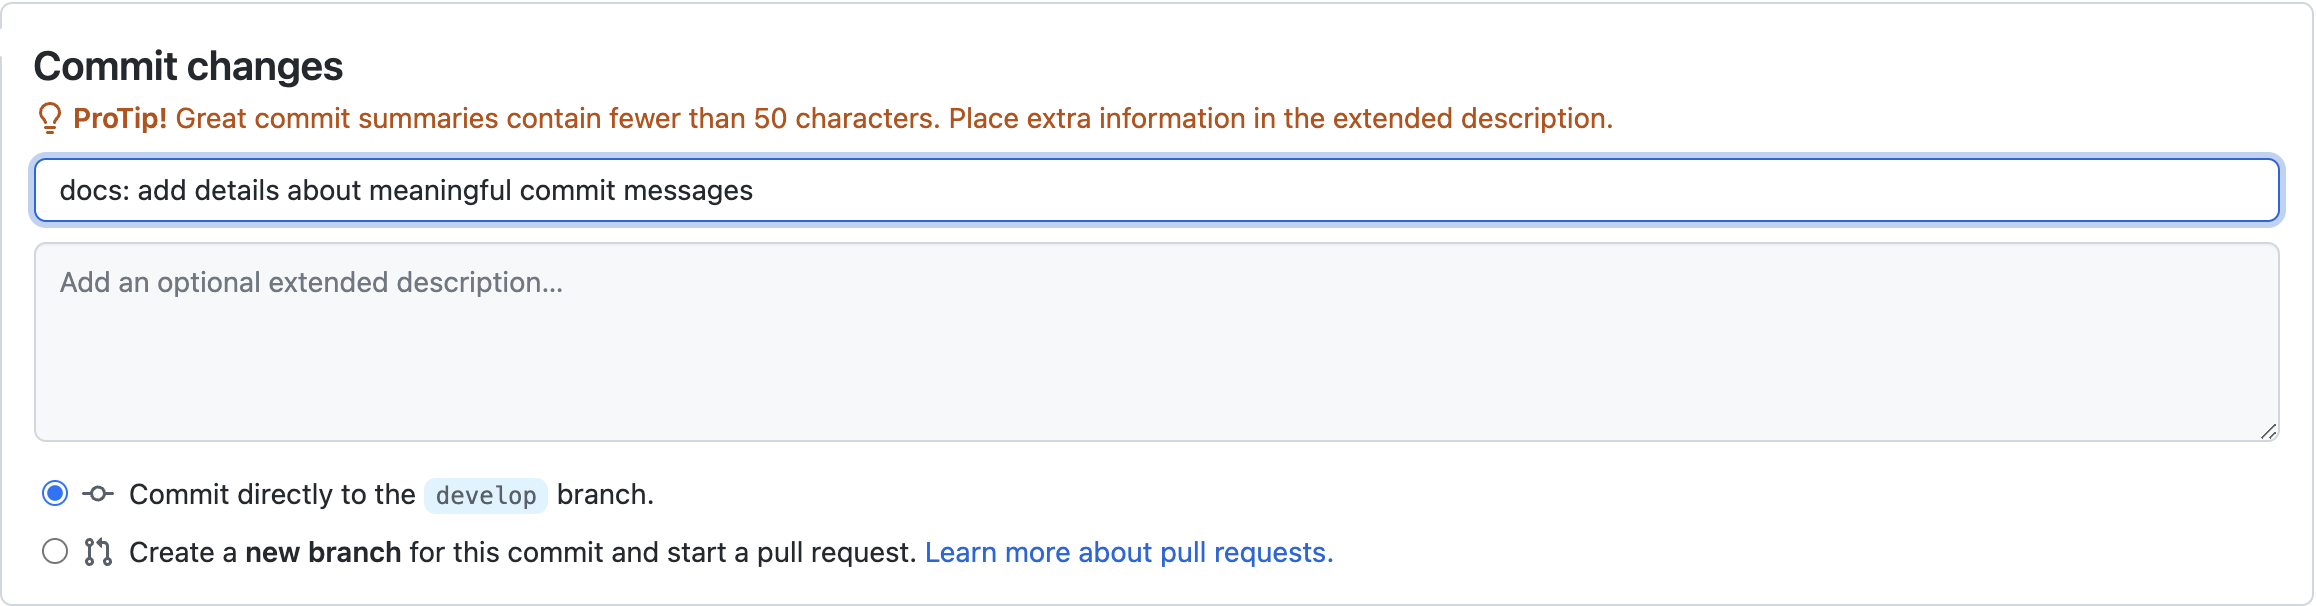 Commit changes
ProTip! Great commit summaries contain fewer than 50 characters. Place extra information in the extended description.
docs: add details about meaningful commit messages
Add an optional extended description...
Commit directly to the develop branch.
Create a new branch for this commit and start a pull request. Learn more about pull requests.